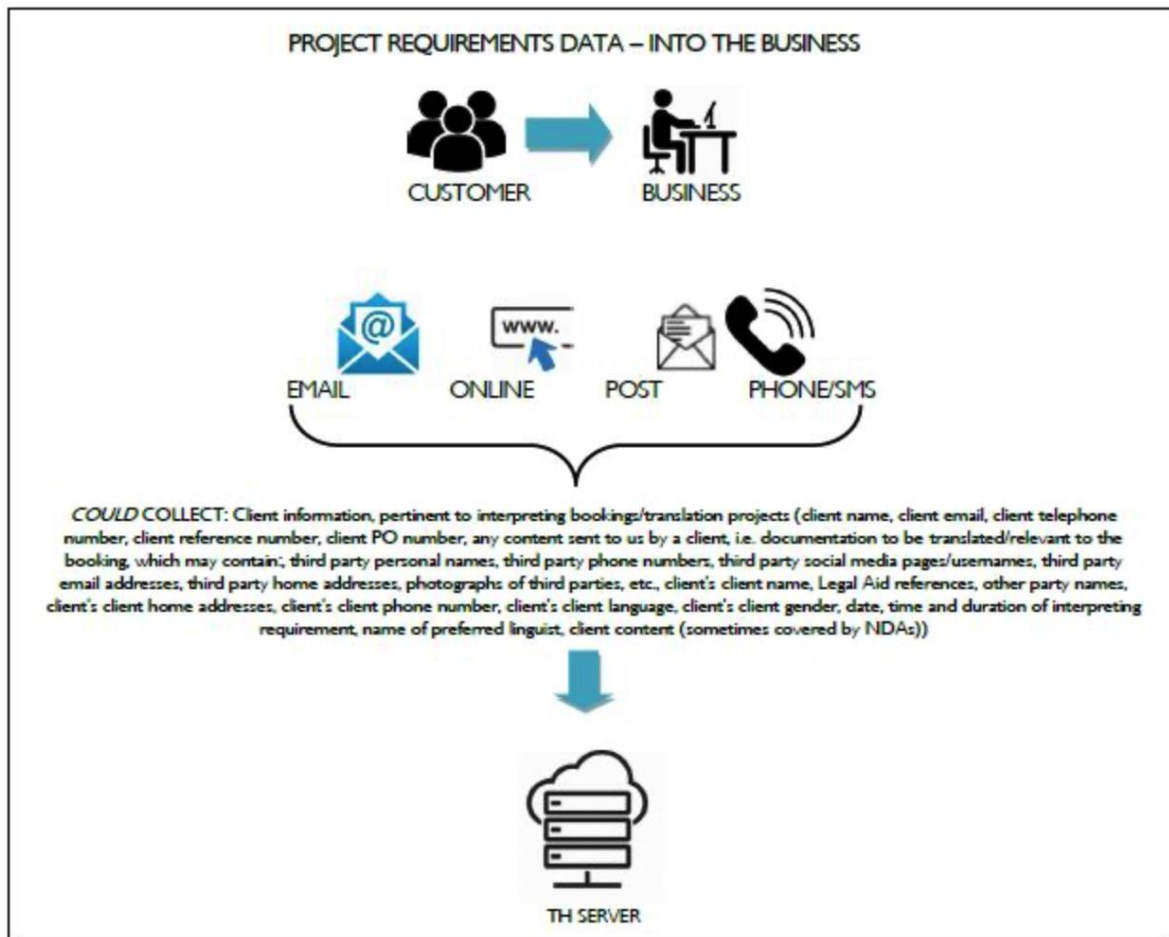 PROJECT REQUIREMENTS DATA – INTO THE BUSINESS
CUSTOMER
BUSINESS
@
www.
EMAIL
ONLINE
POST
PHONE/SMS
COULD COLLECT: Client information, pertinent to interpreting bookings/translation projects (client name, client email, client telephone
number, client reference number, client PO number, any content sent to us by a client, i.e. documentation to be translated/relevant to the
booking, which may contain:, third party personal names, third party phone numbers, third party social media pages/usernames, third party
email addresses, third party home addresses, photographs of third parties, etc., client's client name, Legal Aid references, other party names,
client's client home addresses, client's client phone number, client's client language, client's client gender, date, time and duration of interpreting
requirement, name of preferred linguist, client content (sometimes covered by NDAs))
TH SERVER